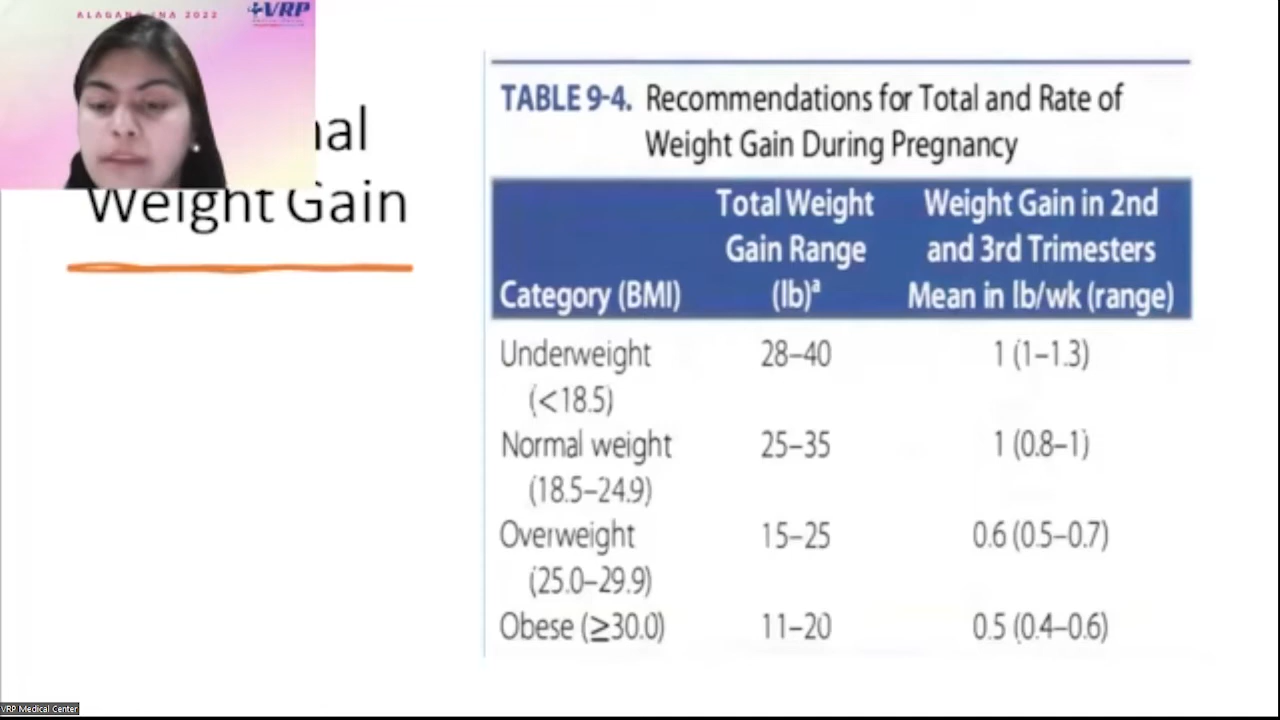 2022
VRP
nal
Weight Gain
TABLE 9-4. Recommendations for Total and Rate of
Weight Gain During Pregnancy
Category (BMI) Total Weight Gain Range (lb)ª Weight Gain in 2nd and 3rd Trimesters Mean in lb/wk (range)
Underweight (<18.5) 28–40 1 (1–1.3)
Normal weight (18.5–24.9) 25–35 1 (0.8–1)
Overweight (25.0–29.9) 15–25 0.6 (0.5–0.7)
Obese (≥30.0) 11–20 0.5 (0.4–0.6)
VRP Medical Center